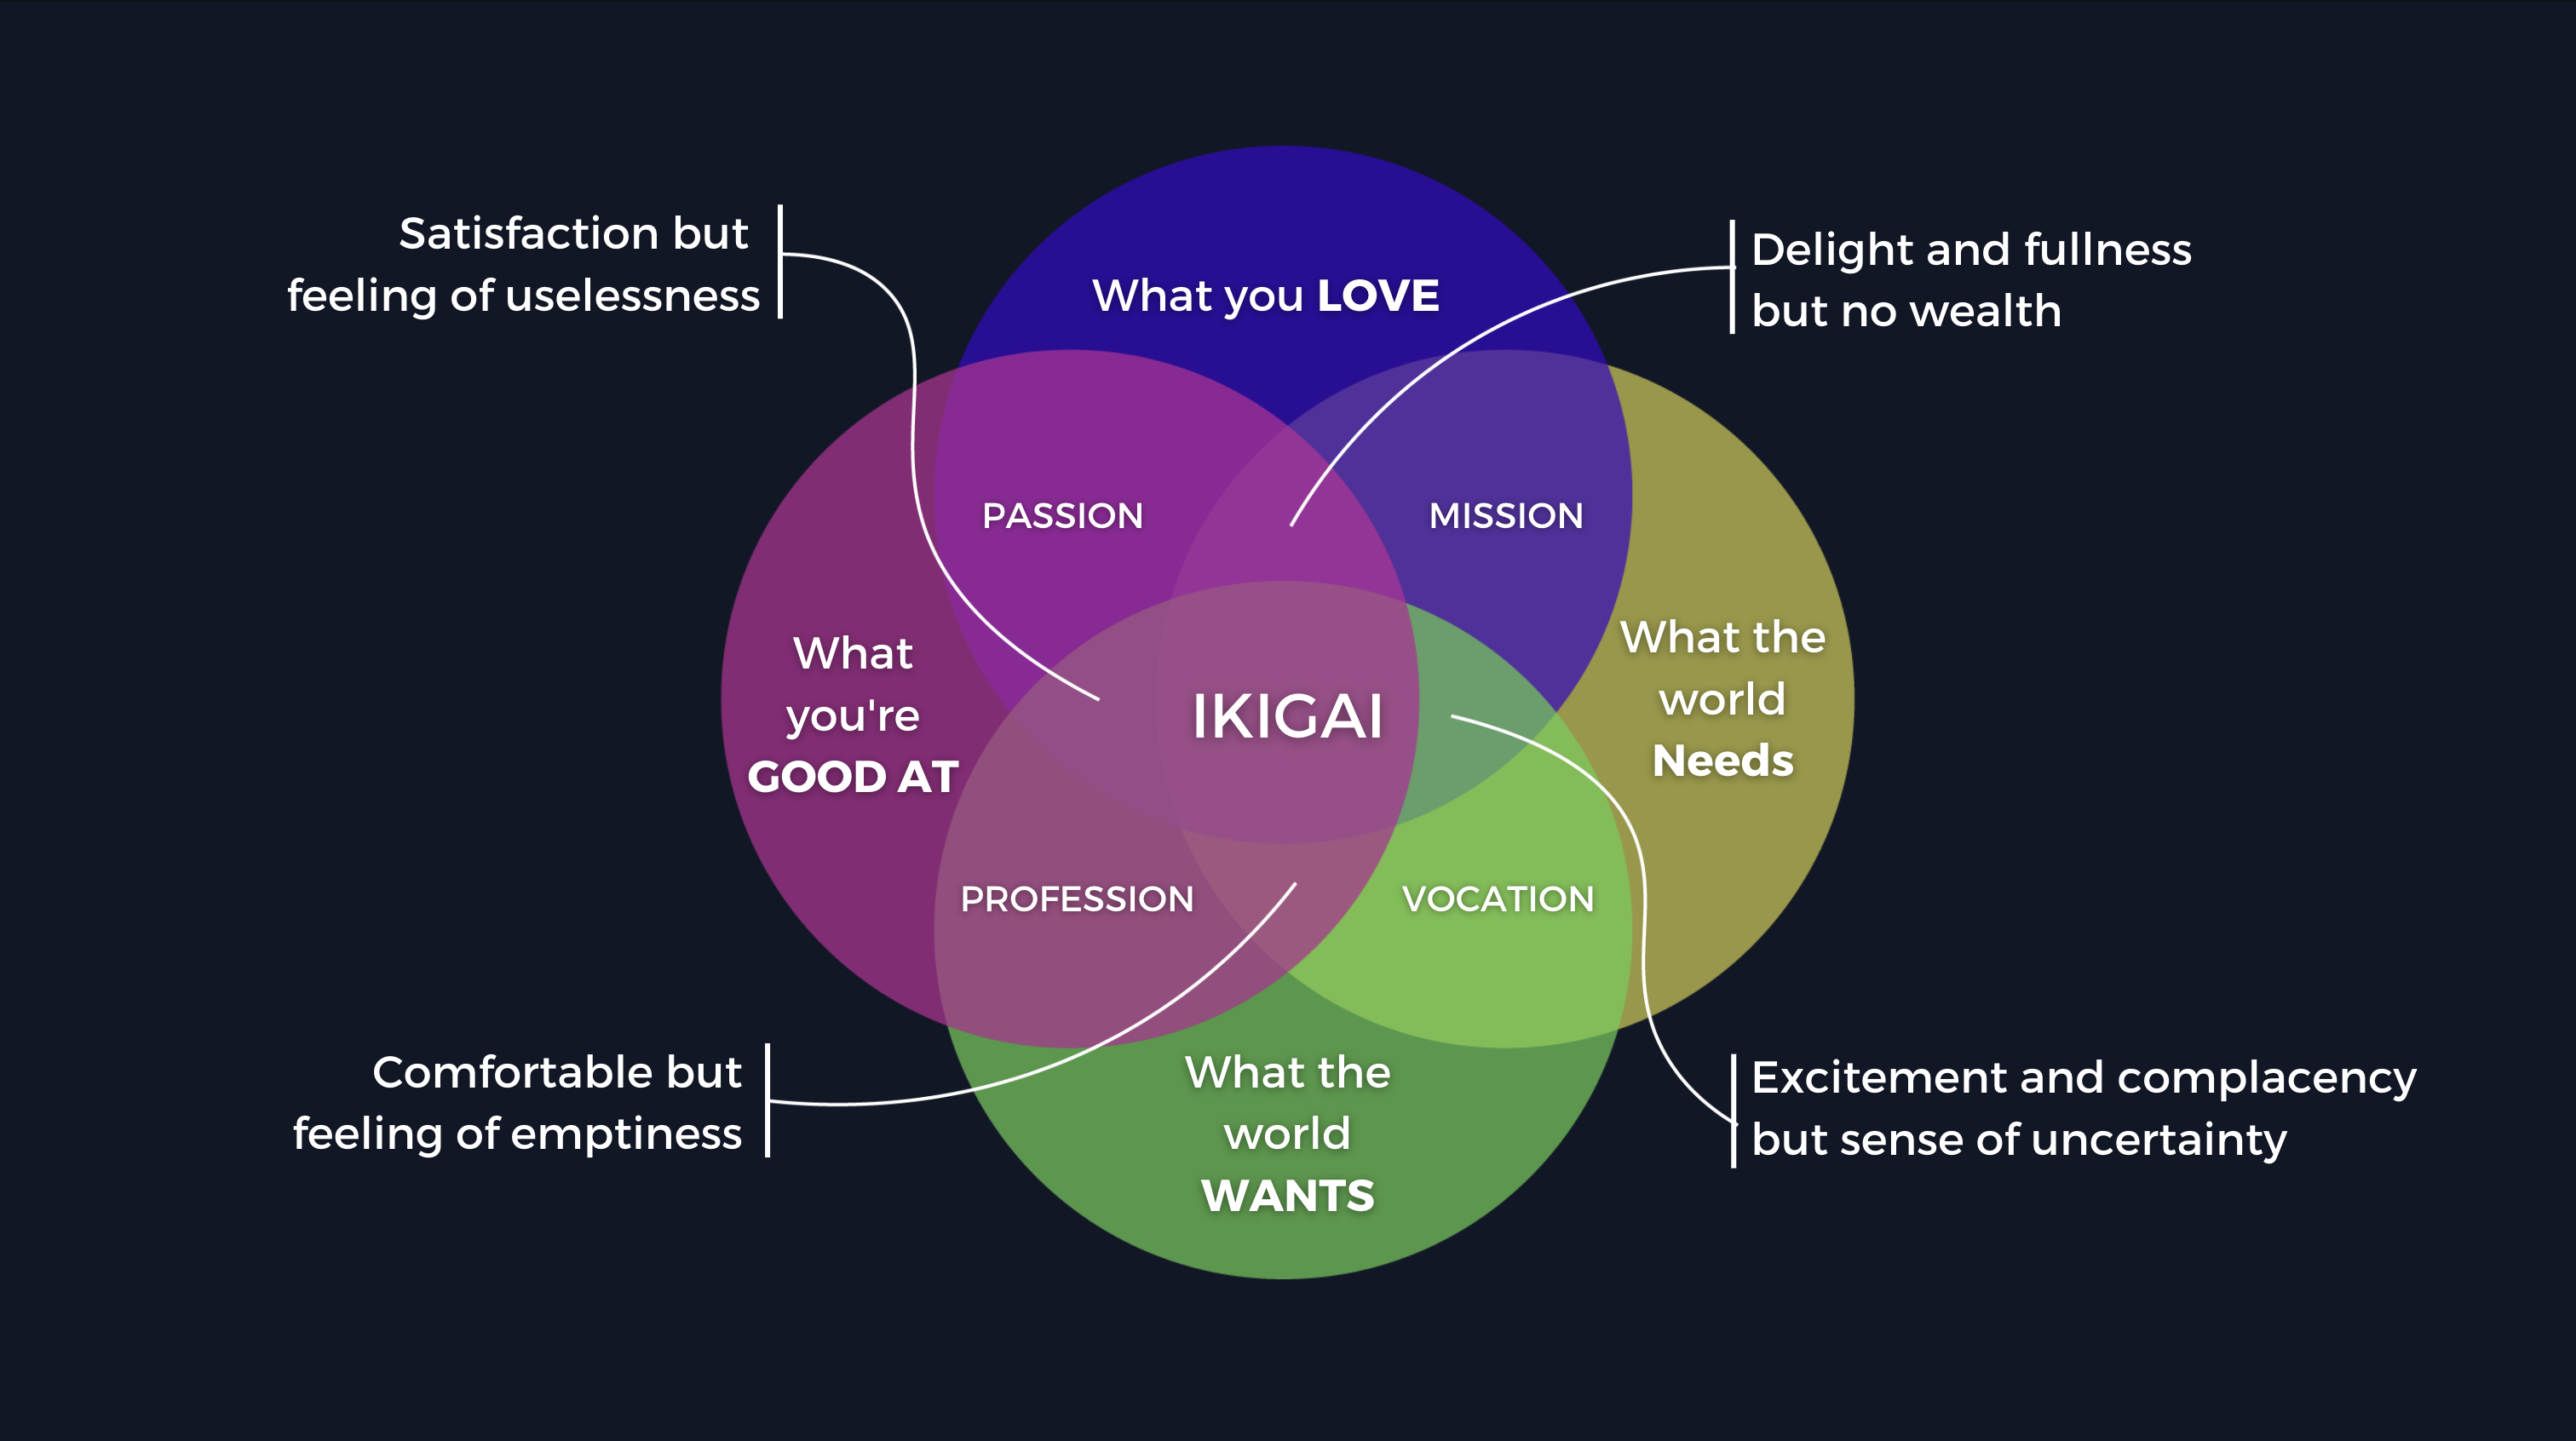 Satisfaction but
feeling of uselessness
Delight and fullness
but no wealth
What you LOVE
PASSION
MISSION
What
you're
GOOD AT
IKIGAI
What the
world
Needs
PROFESSION
VOCATION
What the
world
WANTS
Comfortable but
feeling of emptiness
Excitement and complacency
but sense of uncertainty